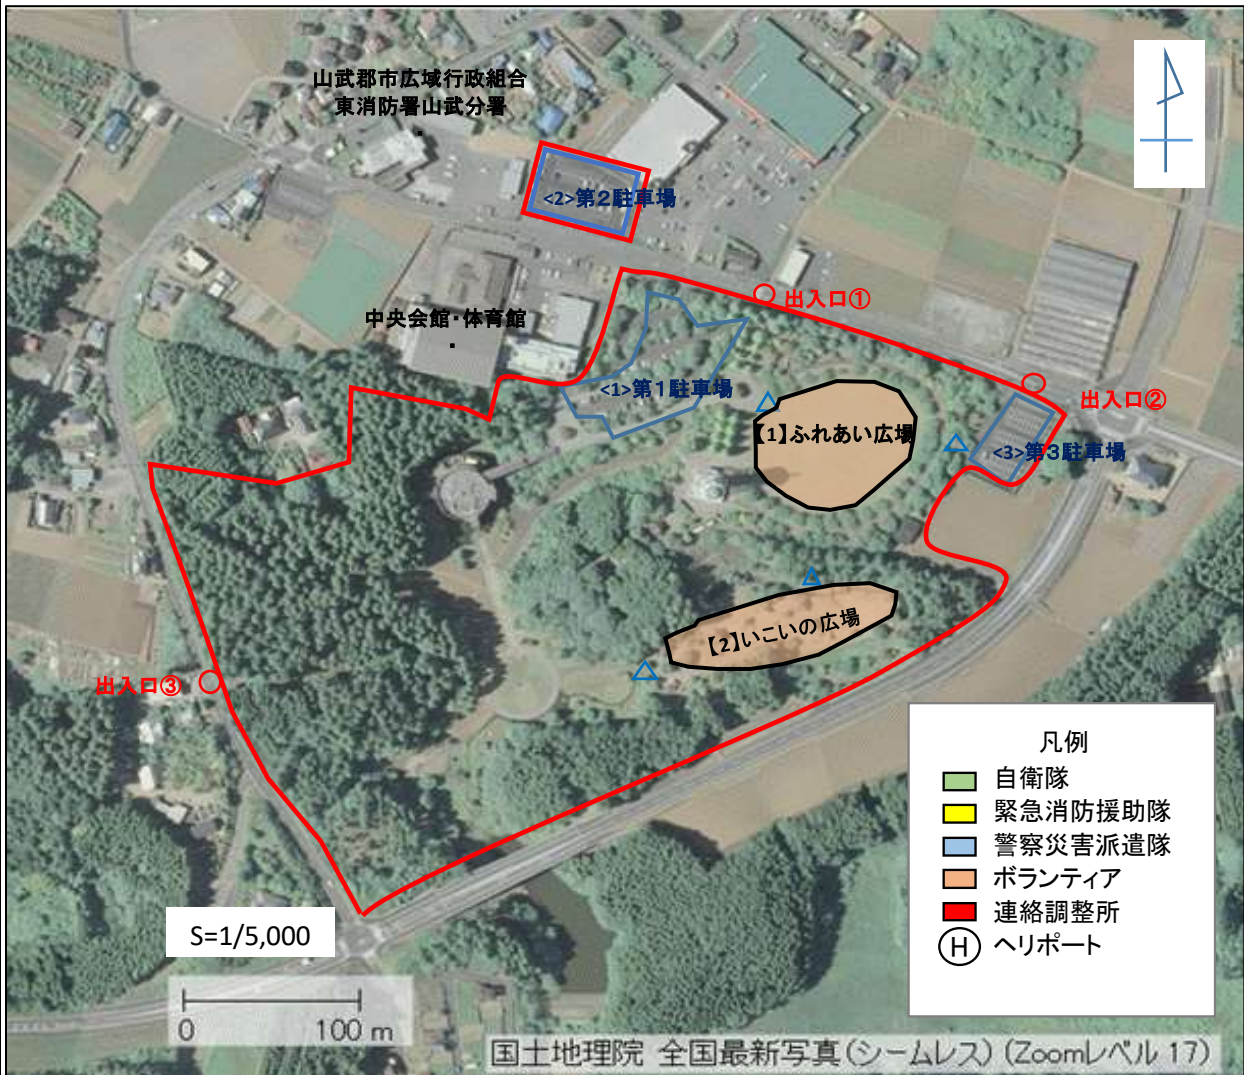 山武郡市広域行政組合
東消防署山武分署
<2>第2駐車場
出入口①
中央会館・体育館
<1>第1駐車場
出入口②
【1】ふれあい広場
<3>第3駐車場
【2】いこいの広場
出入口③
凡例
自衛隊
緊急消防援助隊
警察災害派遣隊
ボランティア
連絡調整所
H ヘリポート
S=1/5,000
0 100 m
国土地理院 全国最新写真(シームレス) (Zoomレベル 17)